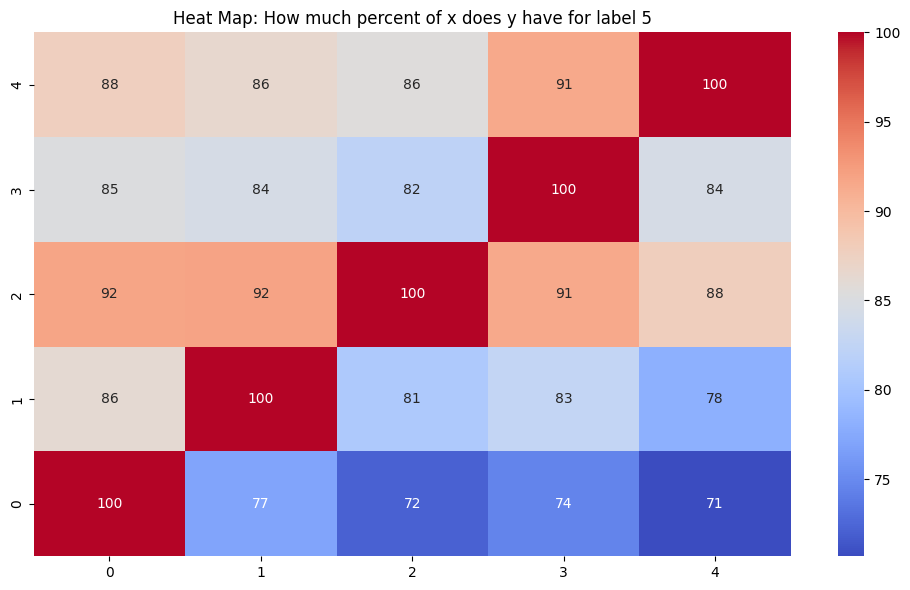 Heat Map: How much percent of x does y have for label 5
4 88 86 86 91 100
3 85 84 82 100 84
2 92 92 100 91 88
1 86 100 81 83 78
0 100 77 72 74 71
0 1 2 3 4
100
95
90
85
80
75